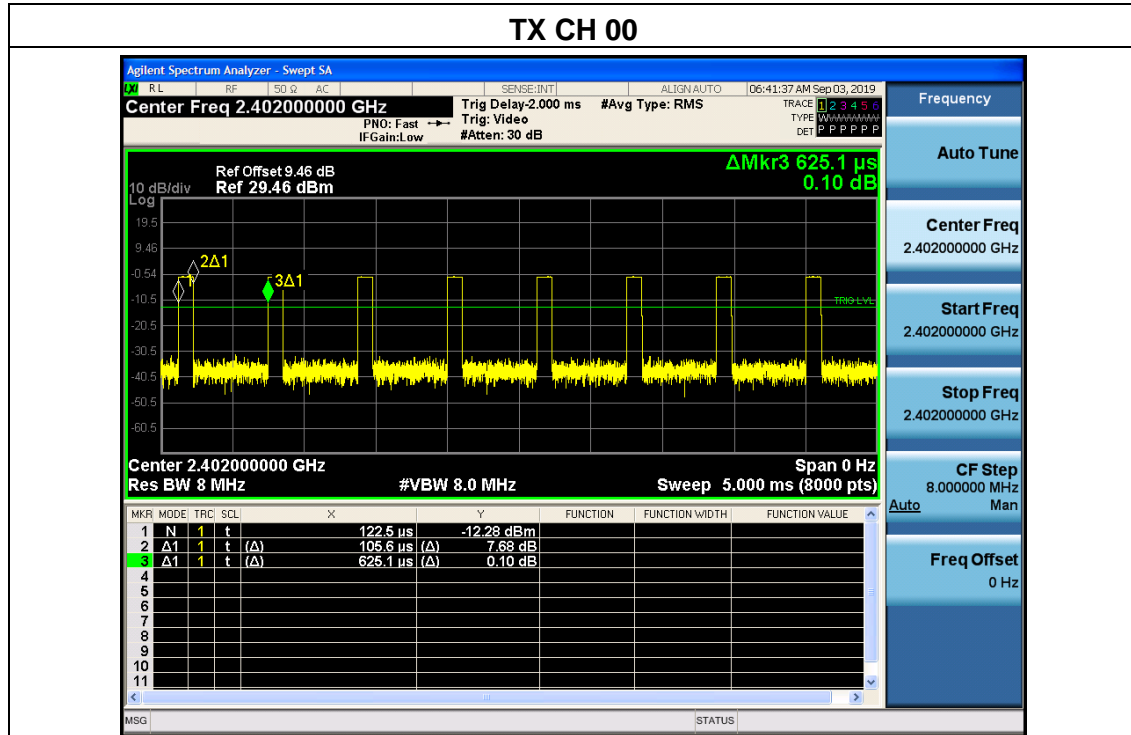 TX CH 00
Agilent Spectrum Analyzer - Swept SA
LXI RL RF 50 Ω AC SENSE:INT ALIGN AUTO 06:41:37 AM Sep 03, 2019
Center Freq 2.402000000 GHz
PNO: Fast
IFGain:Low
Trig Delay-2.000 ms
Trig: Video
#Atten: 30 dB
#Avg Type: RMS
TRACE 1 2 3 4 5 6
TYPE WWWWWW
DET P P P P P P
ΔMkr3 625.1 µs
0.10 dB
Ref Offset 9.46 dB
Ref 29.46 dBm
10 dB/div
Log
19.5
9.46
-0.54
-10.5
-20.5
-30.5
-40.5
-50.5
-60.5
1
2Δ1
3Δ1
TRIG LVL
Center 2.402000000 GHz Span 0 Hz
Res BW 8 MHz #VBW 8.0 MHz Sweep 5.000 ms (8000 pts)
MKR MODE TRC SCL X Y FUNCTION FUNCTION WIDTH FUNCTION VALUE
1 N 1 t 122.5 µs -12.28 dBm
2 Δ1 1 t (Δ) 105.6 µs (Δ) 7.68 dB
3 Δ1 1 t (Δ) 625.1 µs (Δ) 0.10 dB
4
5
6
7
8
9
10
11
MSG STATUS
Frequency
Auto Tune
Center Freq
2.402000000 GHz
Start Freq
2.402000000 GHz
Stop Freq
2.402000000 GHz
CF Step
8.000000 MHz
Auto Man
Freq Offset
0 Hz